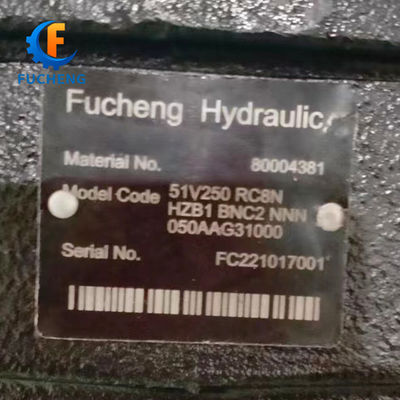 F
FUCHENG
Fucheng Hydraulic
Material No. 80004381
Model Code 51V250 RC8N
HZB1 BNC2 NNN
050AAG31000
Serial No. FC221017001